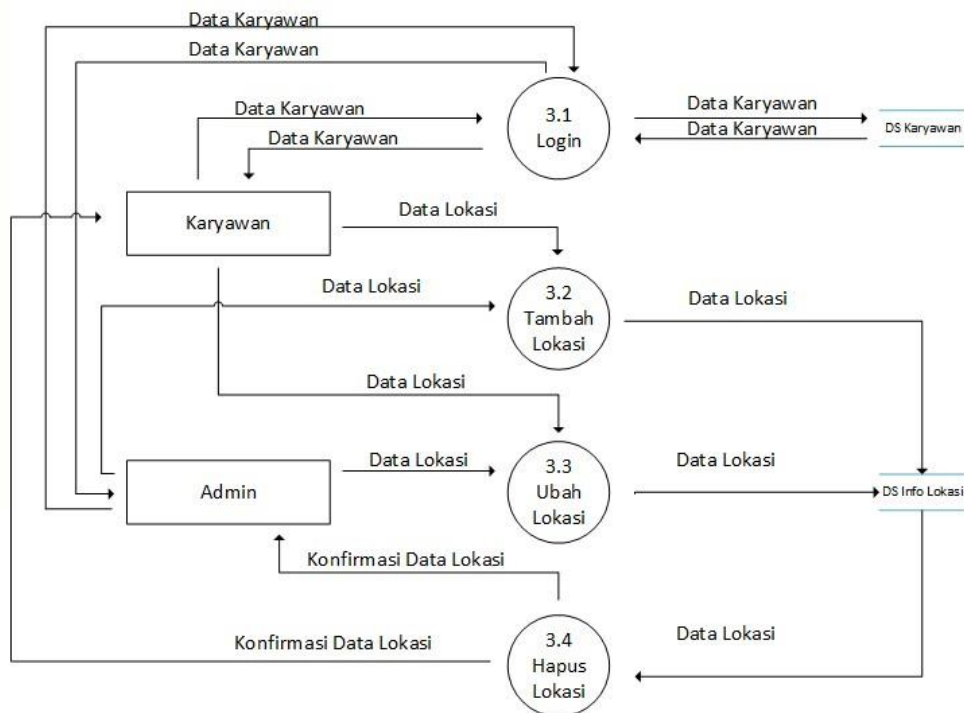 Data Karyawan
Data Karyawan
Data Karyawan
Data Karyawan
3.1
Login
Data Karyawan
Data Karyawan
DS Karyawan
Karyawan
Data Lokasi
Data Lokasi
3.2
Tambah
Lokasi
Data Lokasi
Data Lokasi
Admin
Data Lokasi
3.3
Ubah
Lokasi
Data Lokasi
DS Info Lokasi
Konfirmasi Data Lokasi
Konfirmasi Data Lokasi
3.4
Hapus
Lokasi
Data Lokasi